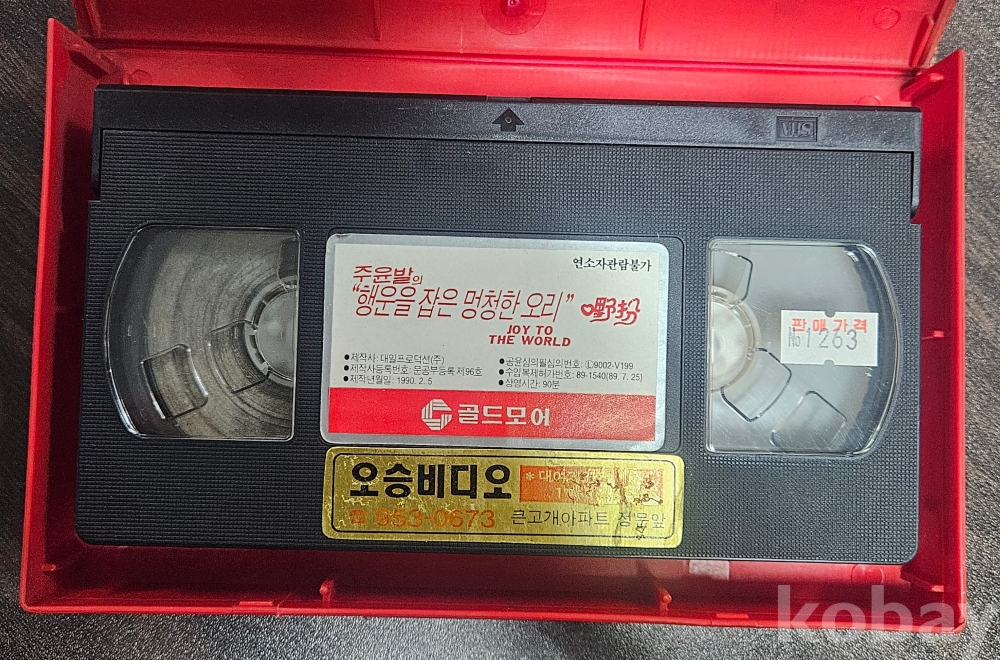 VHS
연소자관람불가
주윤발의
“행운을 잡은 멍청한 오리”
JOY TO
THE WORLD
●제작사: 대일프로덕션(주)
●제작사등록번호: 문공부등록 제96호
●제작년월일: 1990. 2. 5
●공윤심의필심의번호: Ⓛ9002-V199
●수입복제허가번호: 89-1540(89. 7. 25)
●상영시간: 90분
골드모어
판매가격
№1263
오승비디오
*대여
☎ 953-0673 큰고개아파트 정문앞
kobay